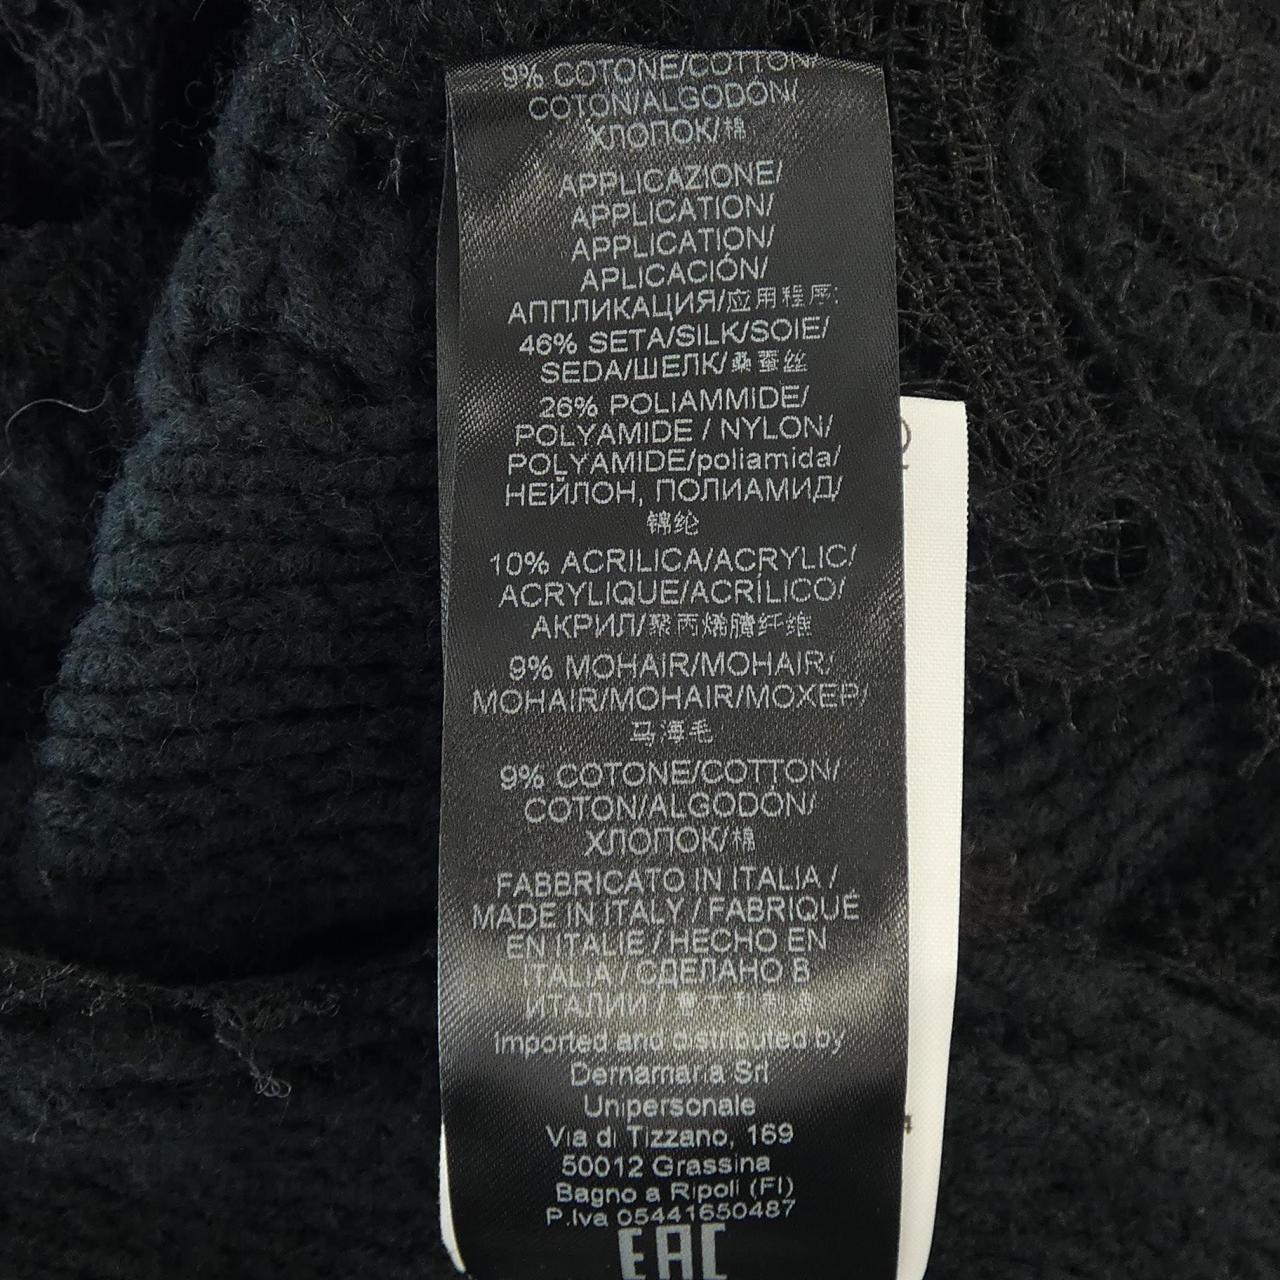 9% COTONE/COTTON/
COTON/ALGODÓN/
ХЛОПОК/棉
APPLICAZIONE/
APPLICATION/
APPLICATION/
APLICACIÓN/
АППЛИКАЦИЯ/应用程序:
46% SETA/SILK/SOIE/
SEDA/ШЕЛК/桑蚕丝
26% POLIAMMIDE/
POLYAMIDE / NYLON/
POLYAMIDE/poliamida/
НЕЙЛОН, ПОЛИАМИД/
锦纶
10% ACRILICA/ACRYLIC/
ACRYLIQUE/ACRÍLICO/
АКРИЛ/聚丙烯腈纤维
9% MOHAIR/MOHAIR/
MOHAIR/MOHAIR/МОХЕР/
马海毛
9% COTONE/COTTON/
COTON/ALGODÓN/
ХЛОПОК/棉
FABBRICATO IN ITALIA /
MADE IN ITALY / FABRIQUÉ
EN ITALIE / HECHO EN
ITALIA / СДЕЛАНО В
ИТАЛИИ / 意大利制造
Imported and distributed by
Dernamaria Srl
Unipersonale
Via di Tizzano, 169
50012 Grassina
Bagno a Ripoli (FI)
P.Iva 05441650487
EAC